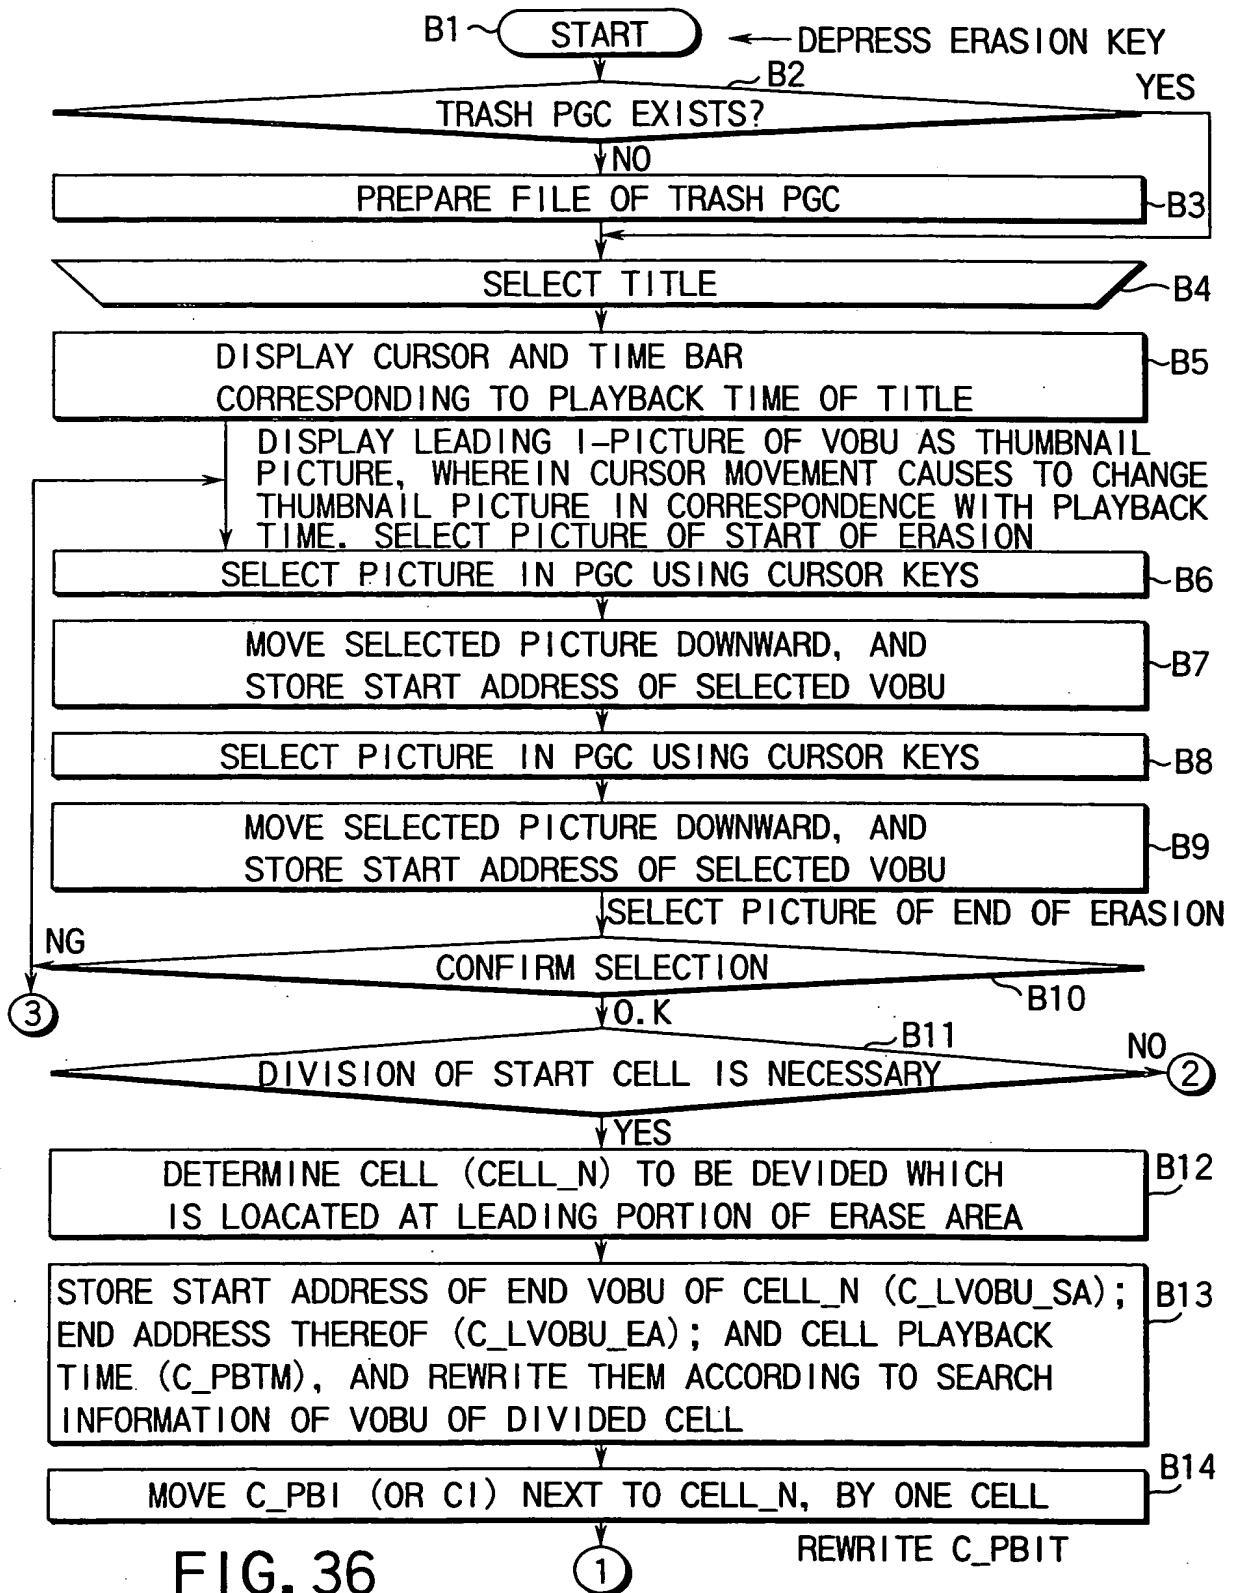 B1
START
DEPRESS ERASION KEY
B2
YES
TRASH PGC EXISTS?
NO
PREPARE FILE OF TRASH PGC
B3
SELECT TITLE
B4
DISPLAY CURSOR AND TIME BAR
CORRESPONDING TO PLAYBACK TIME OF TITLE
B5
DISPLAY LEADING I-PICTURE OF VOBU AS THUMBNAIL
PICTURE, WHEREIN CURSOR MOVEMENT CAUSES TO CHANGE
THUMBNAIL PICTURE IN CORRESPONDENCE WITH PLAYBACK
TIME. SELECT PICTURE OF START OF ERASION
SELECT PICTURE IN PGC USING CURSOR KEYS
B6
MOVE SELECTED PICTURE DOWNWARD, AND
STORE START ADDRESS OF SELECTED VOBU
B7
SELECT PICTURE IN PGC USING CURSOR KEYS
B8
MOVE SELECTED PICTURE DOWNWARD, AND
STORE START ADDRESS OF SELECTED VOBU
B9
SELECT PICTURE OF END OF ERASION
NG
CONFIRM SELECTION
B10
3
O.K
B11
NO
DIVISION OF START CELL IS NECESSARY
2
YES
DETERMINE CELL (CELL_N) TO BE DEVIDED WHICH
IS LOACATED AT LEADING PORTION OF ERASE AREA
B12
STORE START ADDRESS OF END VOBU OF CELL_N (C_LVOBU_SA);
END ADDRESS THEREOF (C_LVOBU_EA); AND CELL PLAYBACK
TIME (C_PBTM), AND REWRITE THEM ACCORDING TO SEARCH
INFORMATION OF VOBU OF DIVIDED CELL
B13
MOVE C_PBI (OR CI) NEXT TO CELL_N, BY ONE CELL
B14
REWRITE C_PBIT
1
FIG. 36